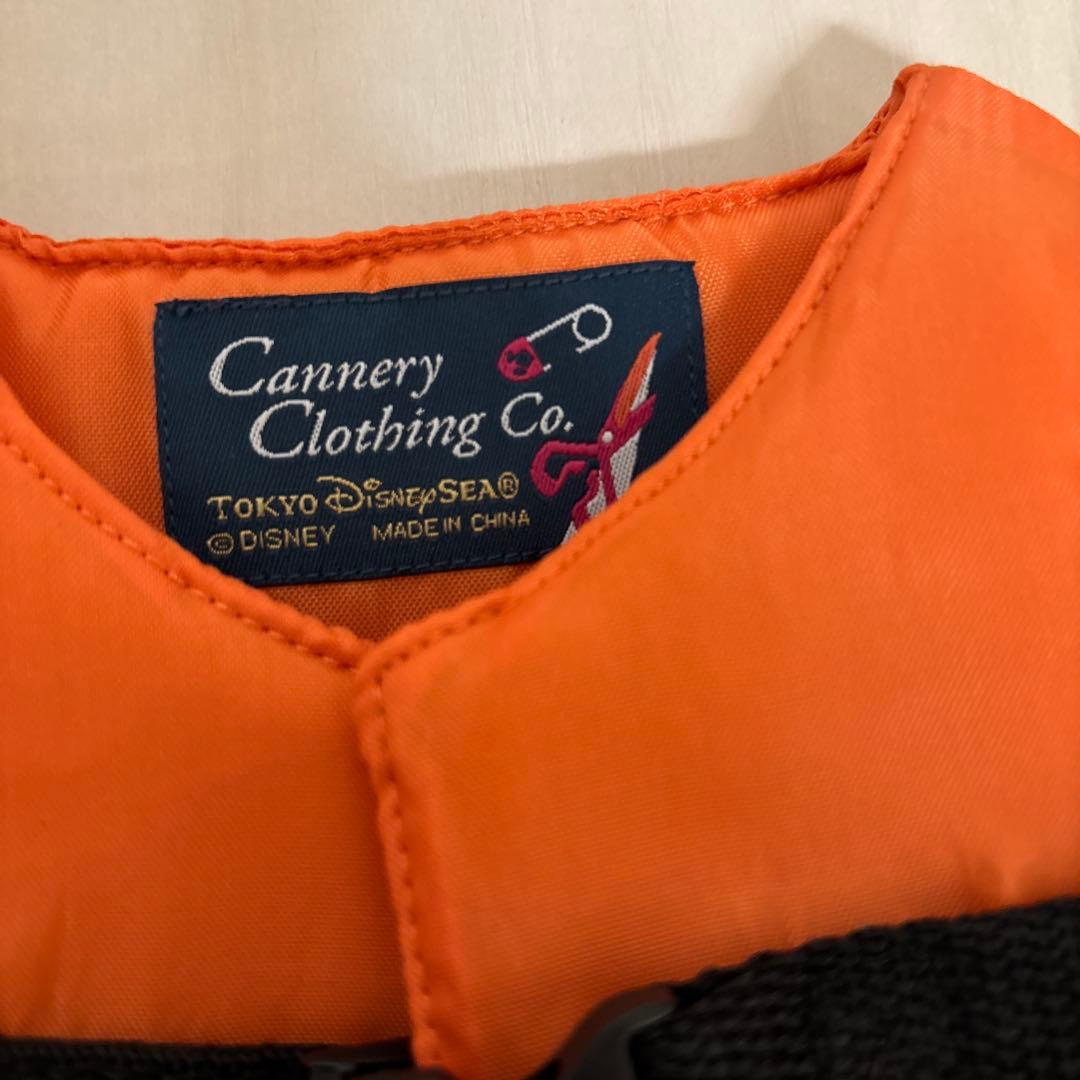 Cannery
Clothing Co.
TOKYO DISNEYSEA®
© DISNEY MADE IN CHINA